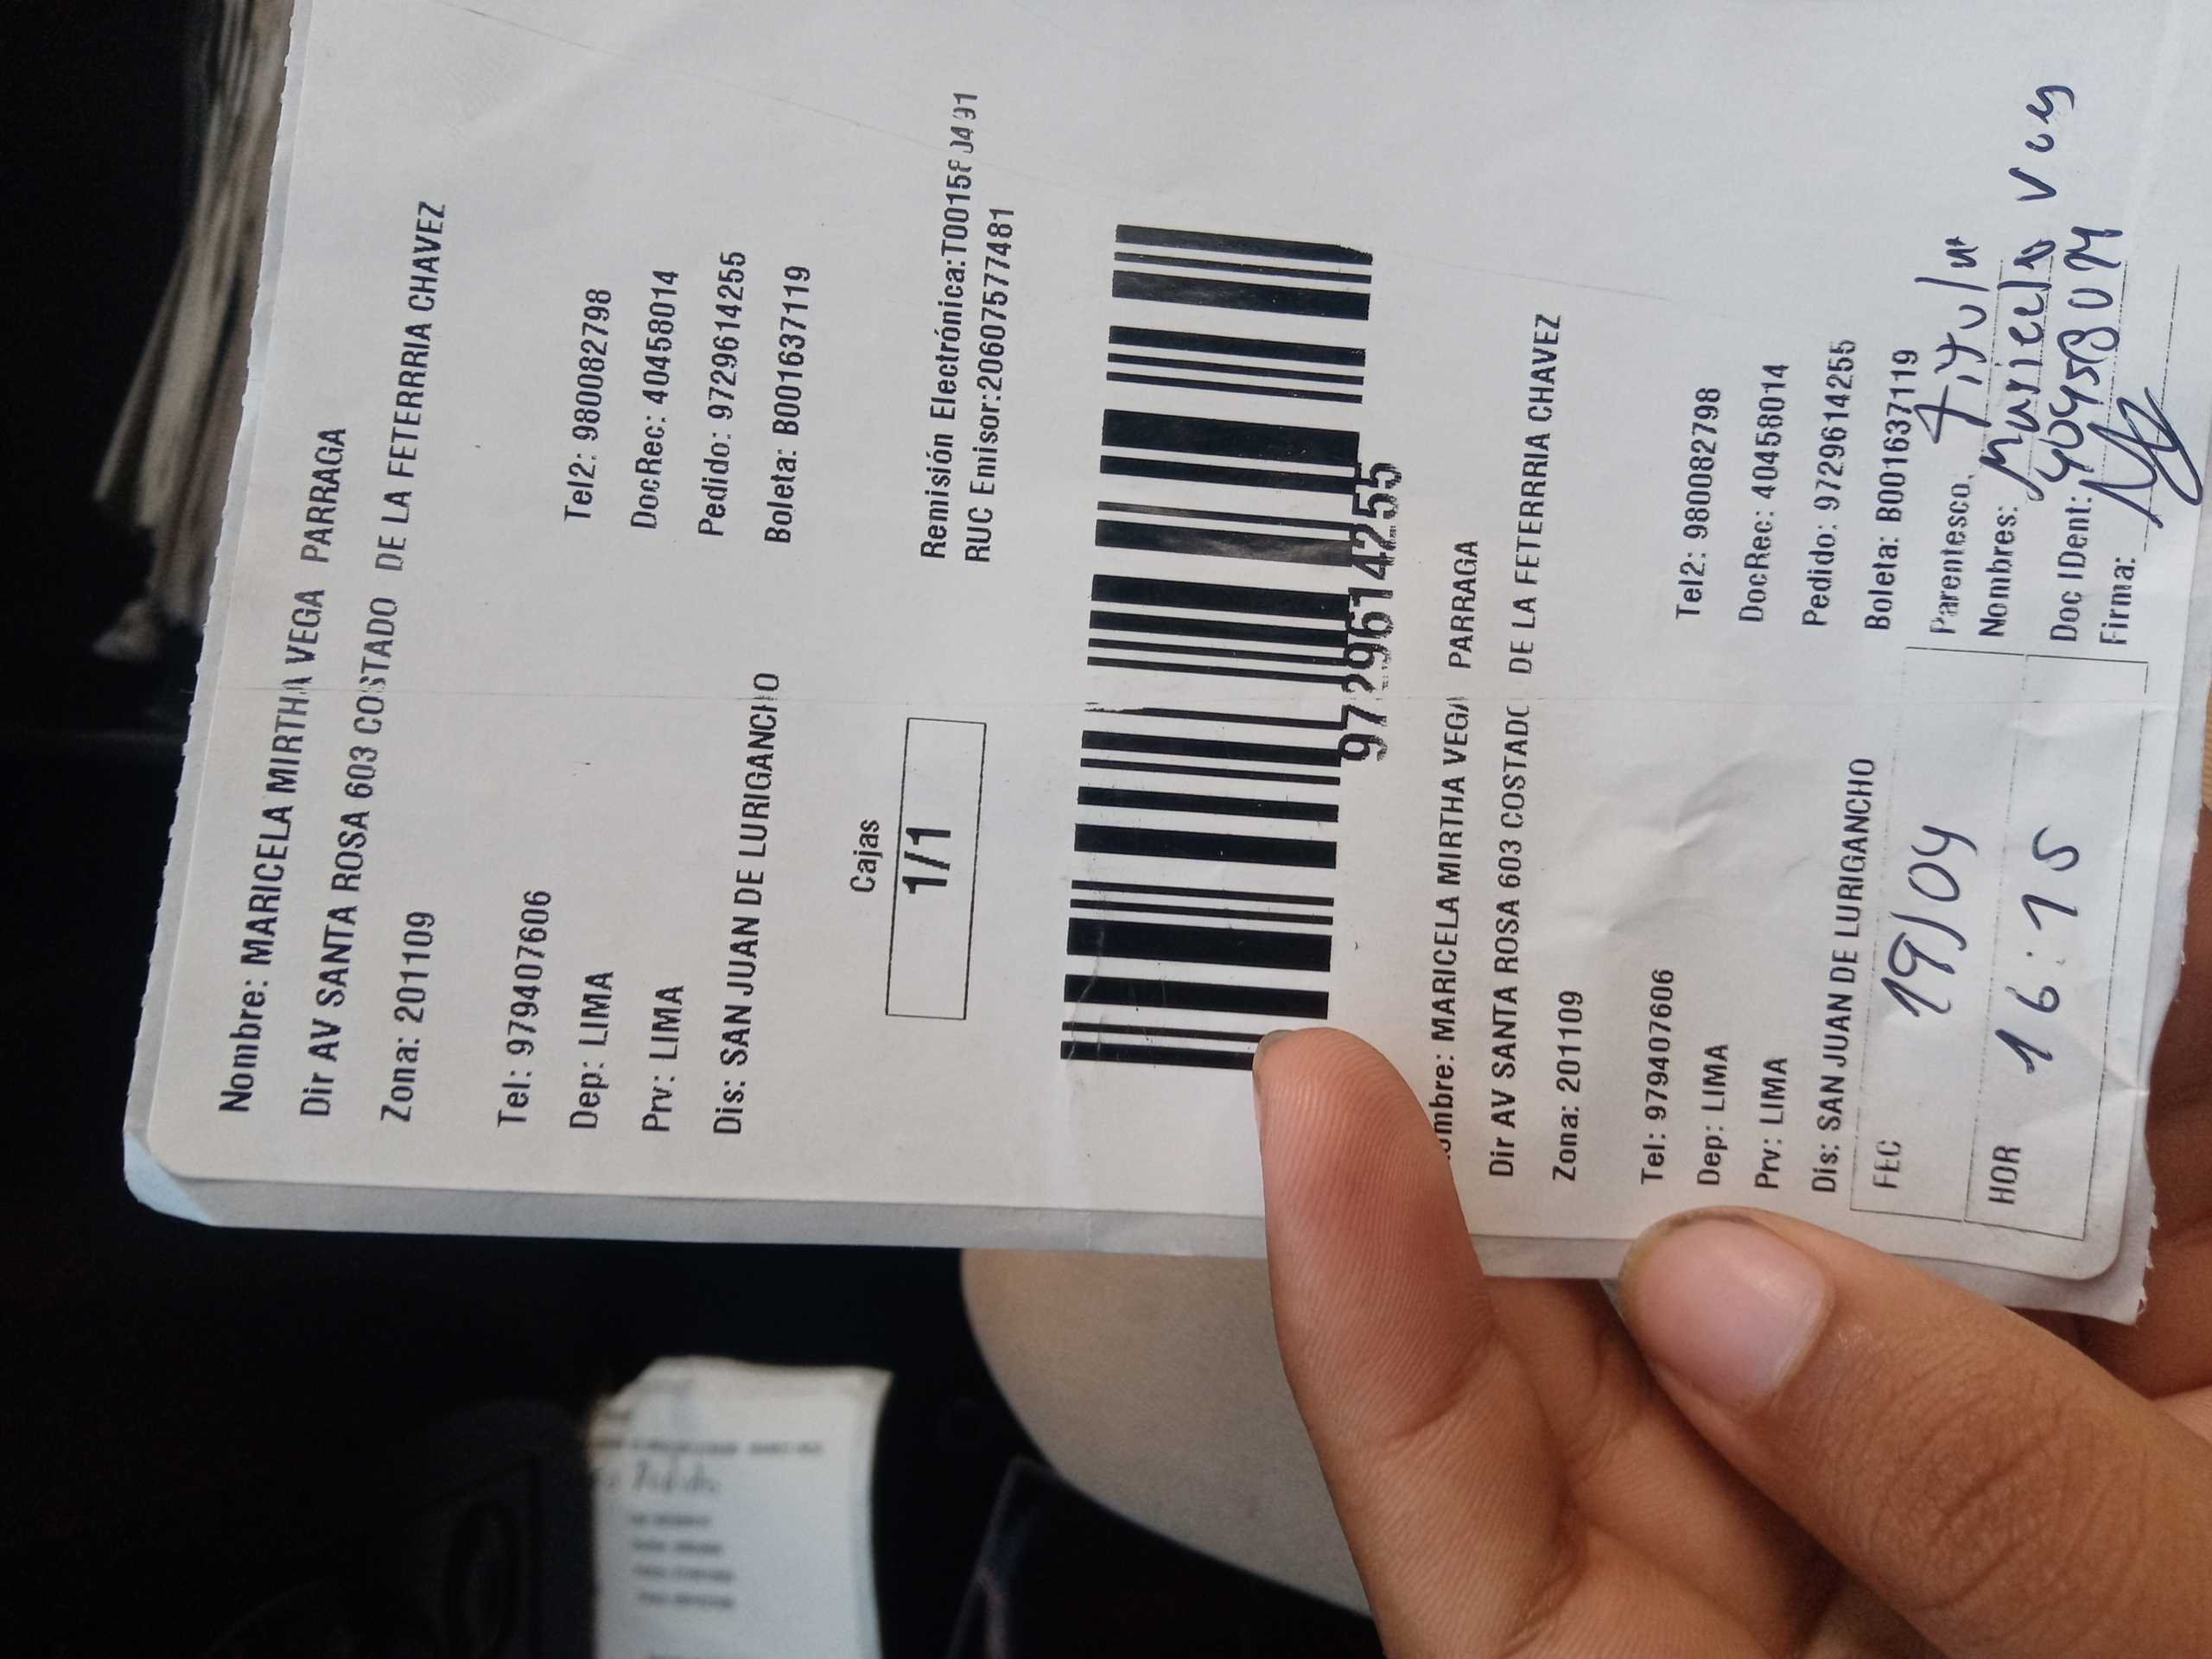 Nombre: MARICELA MIRTHA VEGA PARRAGA
Dir AV SANTA ROSA 603 COSTADO DE LA FETERRRIA CHAVEZ
Zona: 201109
Tel: 979407606 Tel2: 980082798
Dep: LIMA DocRec: 40458014
Prv: LIMA Pedido: 9729614255
Dis: SAN JUAN DE LURIGANCHO Boleta: B001637119
Cajas
1/1
Remisión Electrónica:
RUC Emisor:20607577481
9729614255
Nombre: MARICELA MIRTHA VEGA PARRAGA
Dir AV SANTA ROSA 603 COSTADO DE LA FETERRRIA CHAVEZ
Zona: 201109
Tel: 979407606 Tel2: 980082798
Dep: LIMA DocRec: 40458014
Prv: LIMA Pedido: 9729614255
Dis: SAN JUAN DE LURIGANCHO Boleta: B001637119
FEC 19/04 Parentesco: Titular
Nombres: Maricela Veg
HOR 16:15 Doc IDent: 40458014
Firma: